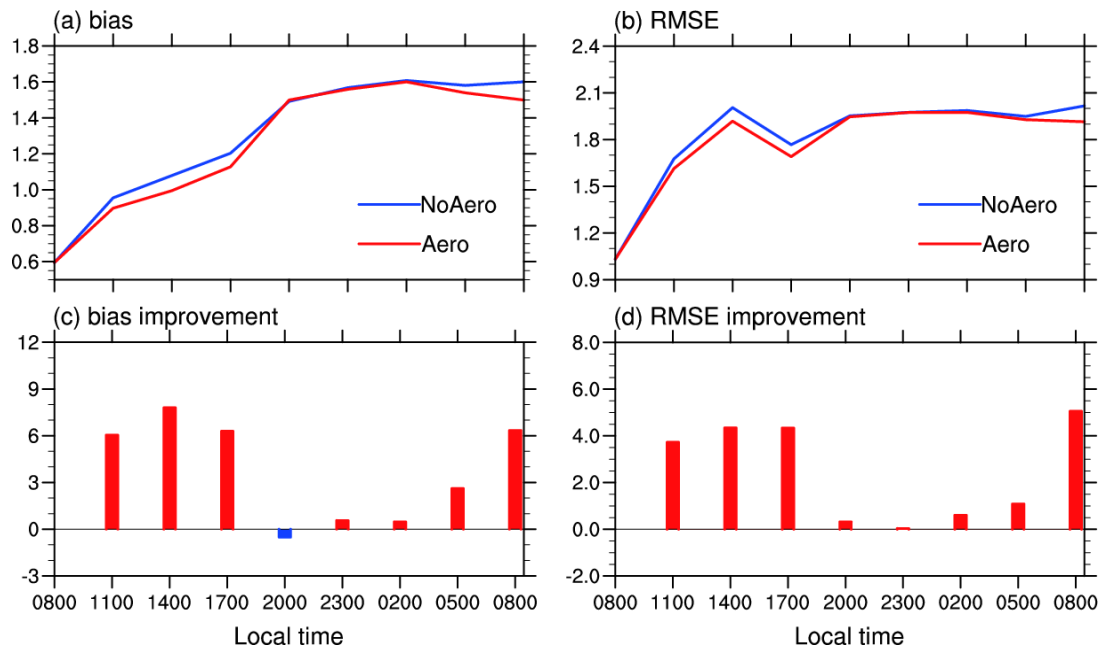 (a) bias
1.8
1.6
1.4
1.2
1.0
0.8
0.6
NoAero
Aero
(b) RMSE
2.4
2.1
1.8
1.5
1.2
0.9
NoAero
Aero
(c) bias improvement
12
9
6
3
0
-3
0800 1100 1400 1700 2000 2300 0200 0500 0800
Local time
(d) RMSE improvement
8.0
6.0
4.0
2.0
0.0
-2.0
0800 1100 1400 1700 2000 2300 0200 0500 0800
Local time